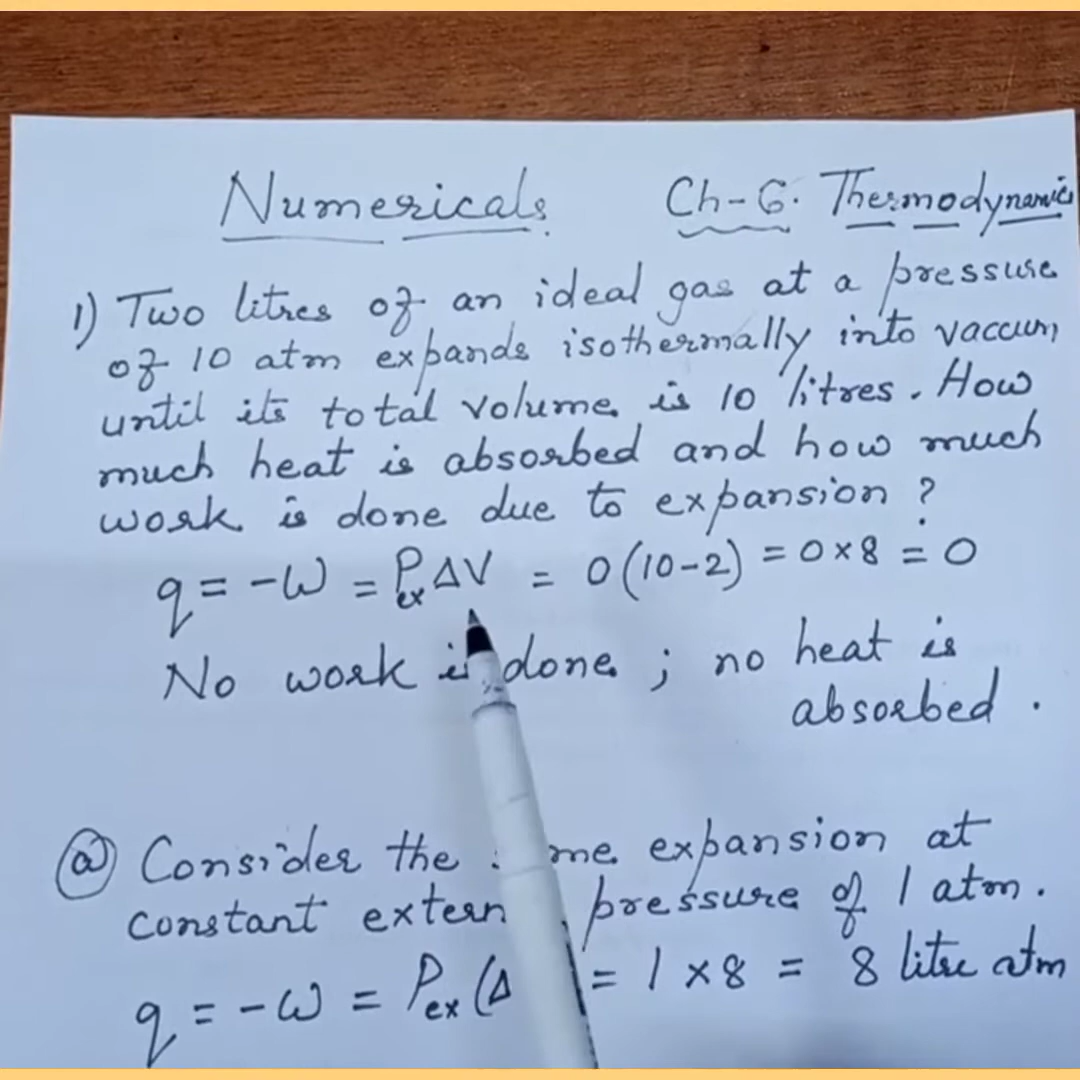 Numericals. Ch-6. Thermodynamics
1) Two litres of an ideal gas at a pressure
of 10 atm expands isothermally into vaccum
until its total volume is 10 litres. How
much heat is absorbed and how much
work is done due to expansion?
q = -W = PexΔV = 0(10-2) = 0×8 = 0
No work is done; no heat is
absorbed.
(a) Consider the me expansion at
constant extern pressure of 1 atm.
q = -W = Pex(Δ = 1 × 8 = 8 litre atm